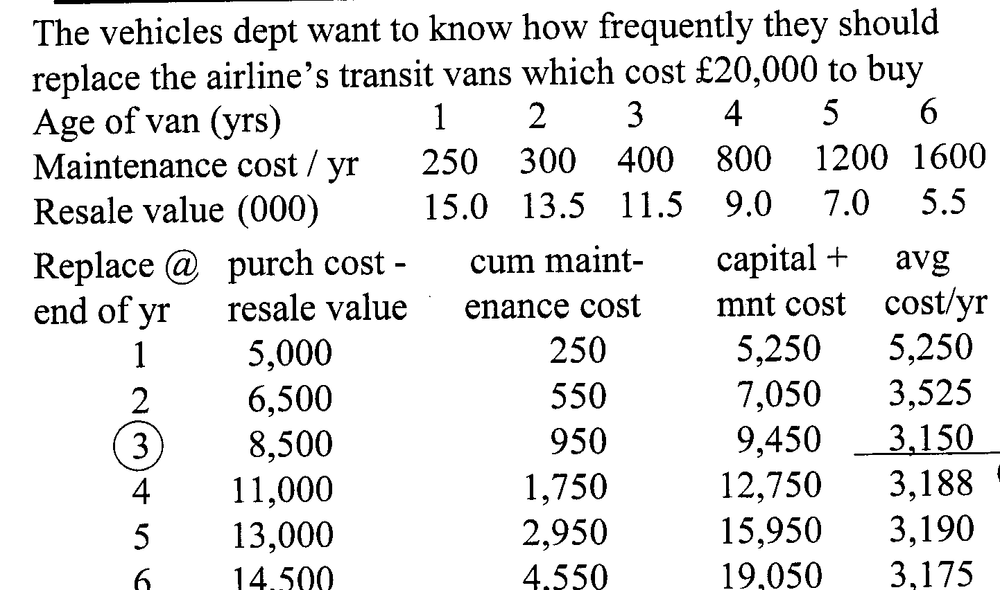 The vehicles dept want to know how frequently they should
replace the airline's transit vans which cost £20,000 to buy
Age of van (yrs) 1 2 3 4 5 6
Maintenance cost / yr 250 300 400 800 1200 1600
Resale value (000) 15.0 13.5 11.5 9.0 7.0 5.5
Replace @ purch cost - cum maint- capital + avg
end of yr resale value enance cost mnt cost cost/yr
1 5,000 250 5,250 5,250
2 6,500 550 7,050 3,525
3 8,500 950 9,450 3,150
4 11,000 1,750 12,750 3,188
5 13,000 2,950 15,950 3,190
6 14,500 4,550 19,050 3,175